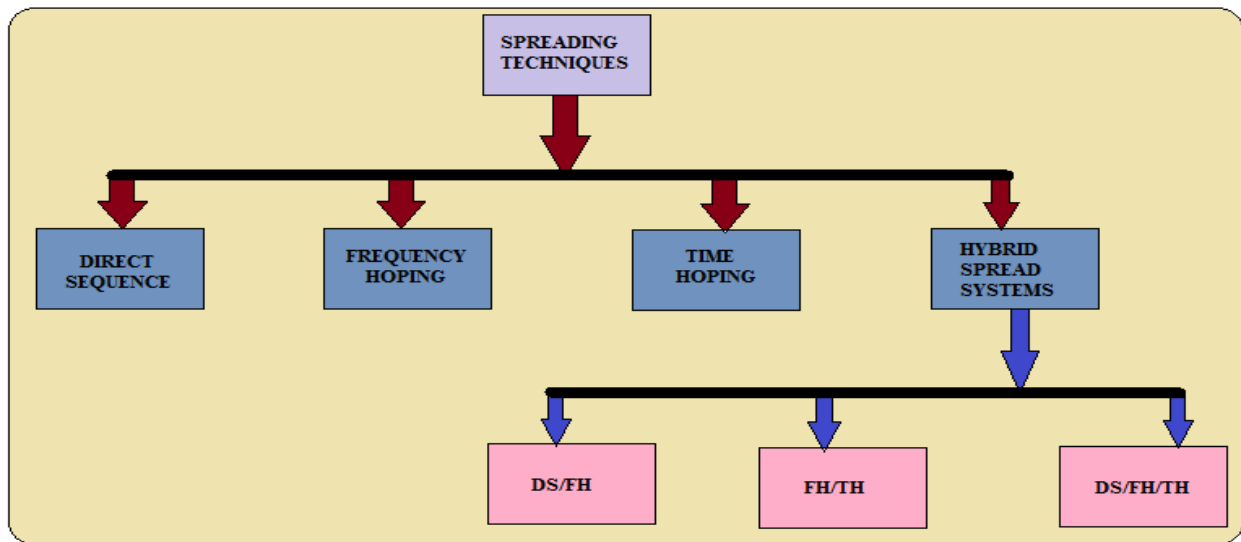 SPREADING
TECHNIQUES
DIRECT
SEQUENCE
FREQUENCY
HOPING
TIME
HOPING
HYBRID
SPREAD
SYSTEMS
DS/FH
FH/TH
DS/FH/TH